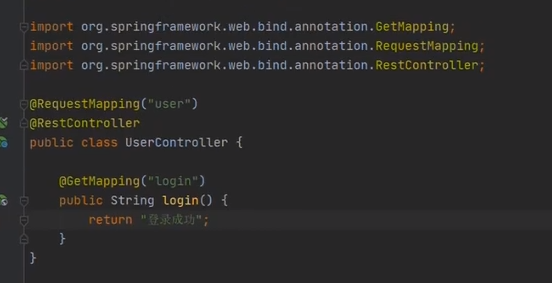 import org.springframework.web.bind.annotation.GetMapping;
import org.springframework.web.bind.annotation.RequestMapping;
import org.springframework.web.bind.annotation.RestController;
@RequestMapping("user")
@RestController
public class UserController {
@GetMapping("login")
public String login() {
return "登录成功";
}
}